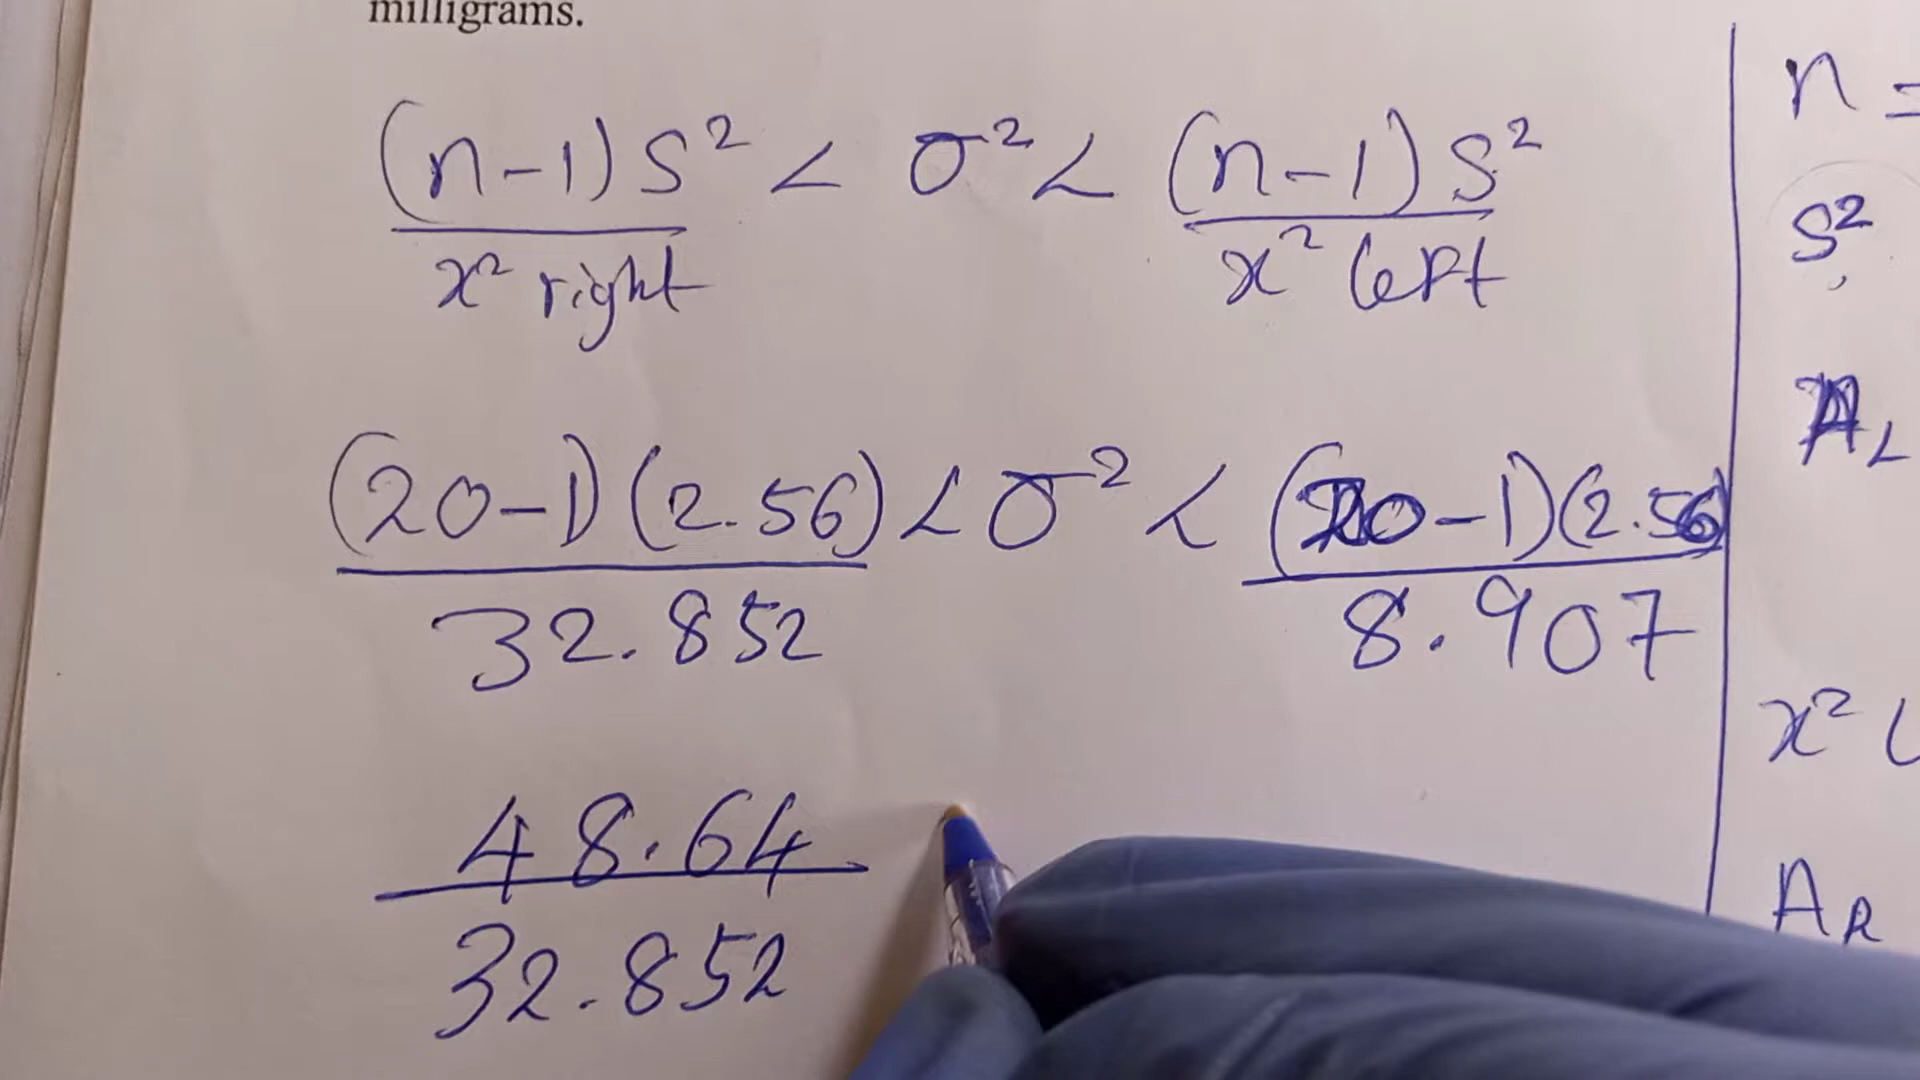 milligrams.
(n-1)S² < σ² < (n-1)S²
x² right x² left
(20-1)(2.56) < σ² < (20-1)(2.56)
32.852 8.907
48.64
32.852
n =
S²
A_L
x² (
A_R